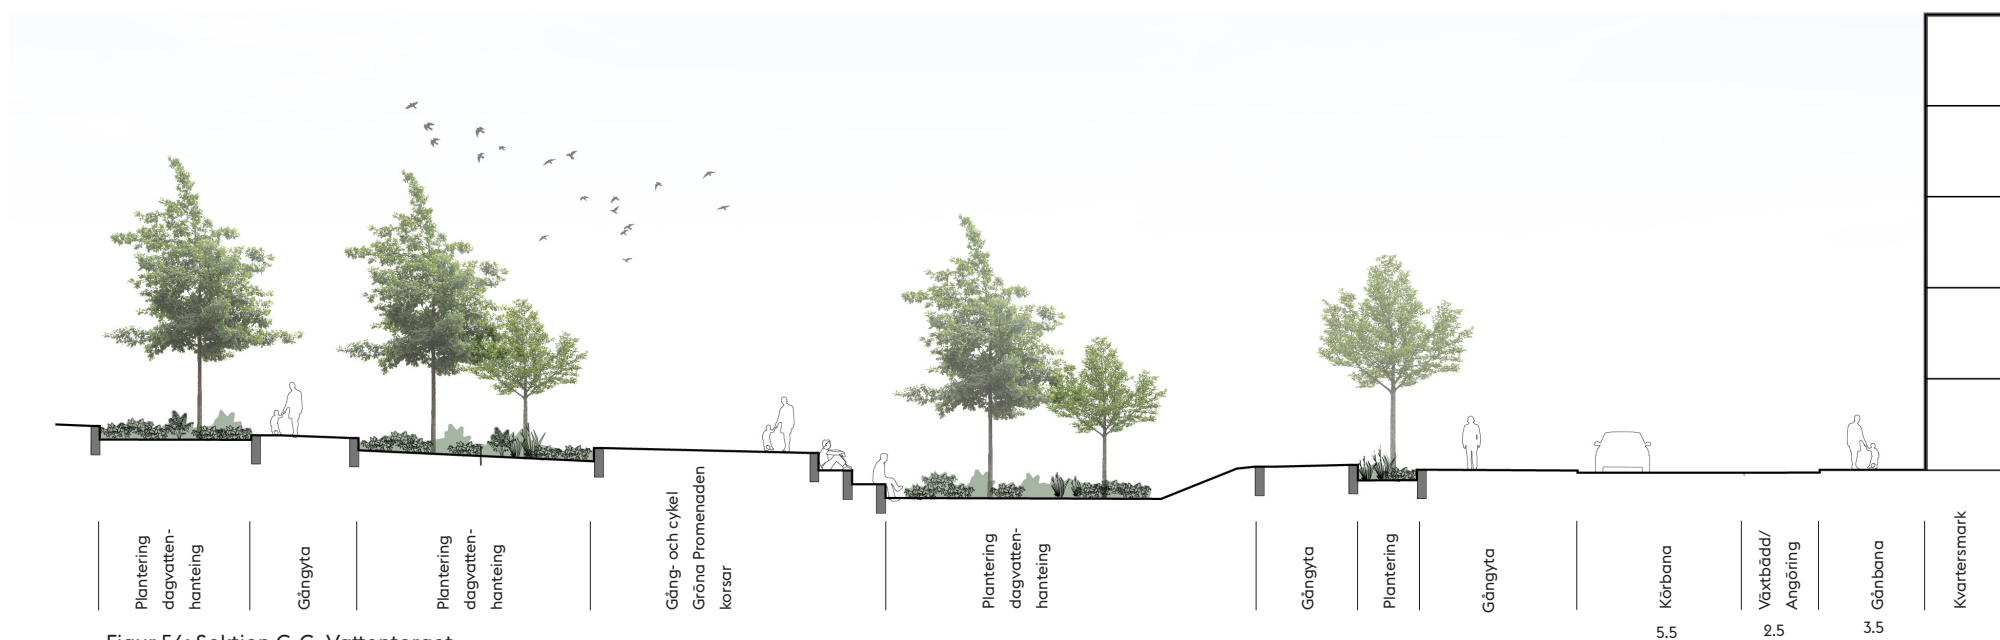 Plantering
dagvatten-
hanteing
Gångyta
Plantering
dagvatten-
hanteing
Gång- och cykel
Gröna Promenaden
korsar
Plantering
dagvatten-
hanteing
Gångyta
Plantering
Gångyta
Körbana
5.5
Växtbädd/
Angöring
2.5
Gånbana
3.5
Kvartersmark